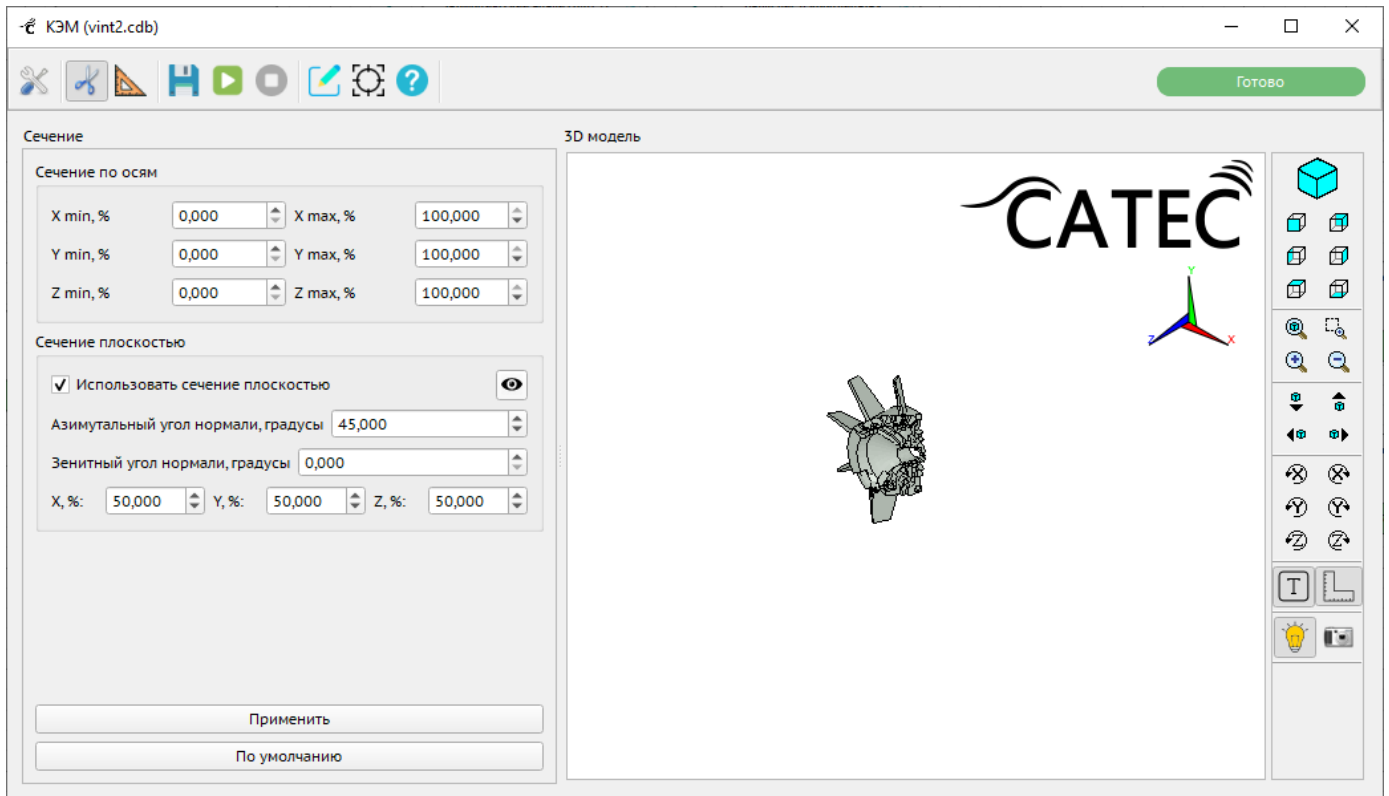 КЭМ (vint2.cdb)
Готово
Сечение
3D модель
Сечение по осям
X min, % 0,000 X max, % 100,000
Y min, % 0,000 Y max, % 100,000
Z min, % 0,000 Z max, % 100,000
Сечение плоскостью
Использовать сечение плоскостью
Азимутальный угол нормали, градусы 45,000
Зенитный угол нормали, градусы 0,000
X, %: 50,000 Y, %: 50,000 Z, %: 50,000
Применить
По умолчанию
CATEC
Y
Z X
X X
Y Y
Z Z
T